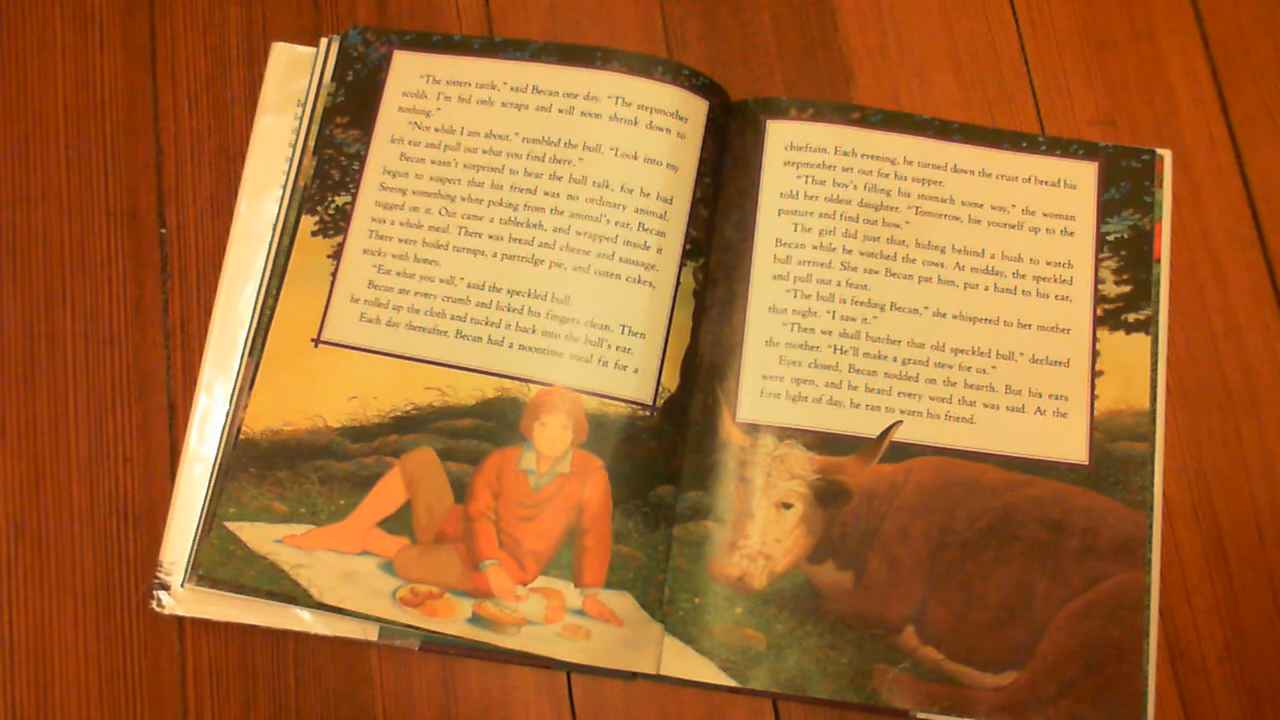 "The sisters tattle," said Becan one day. "The stepmother
scolds. I'm fed only scraps and will soon shrink down to
nothing."
"Not while I am about," rumbled the bull. "Look into my
left ear and pull out what you find there."
Becan wasn't surprised to hear the bull talk, for he had
begun to suspect that his friend was no ordinary animal.
Seeing something white poking from the animal's ear, Becan
tugged on it. Out came a tablecloth, and wrapped inside it
was a whole meal. There was bread and cheese and sausage.
There were boiled turnips, a partridge pie, and oaten cakes,
sticky with honey.
"Eat what you will," said the speckled bull.
Becan ate every crumb and licked his fingers clean. Then
he rolled up the cloth and tucked it back into the bull's ear.
Each day thereafter, Becan had a noontime meal fit for a
chieftain. Each evening, he turned down the crust of bread his
stepmother set out for his supper.
"That boy's filling his stomach some way," the woman
told her oldest daughter. "Tomorrow, hie yourself up to the
pasture and find out how."
The girl did just that, hiding behind a bush to watch
Becan while he watched the cows. At midday, the speckled
bull arrived. She saw Becan pat him, put a hand to his ear,
and pull out a feast.
"The bull is feeding Becan," she whispered to her mother
that night. "I saw it."
"Then we shall butcher that old speckled bull," declared
the mother. "He'll make a grand stew for us."
Eyes closed, Becan nodded on the hearth. But his ears
were open, and he heard every word that was said. At the
first light of day, he ran to warn his friend.